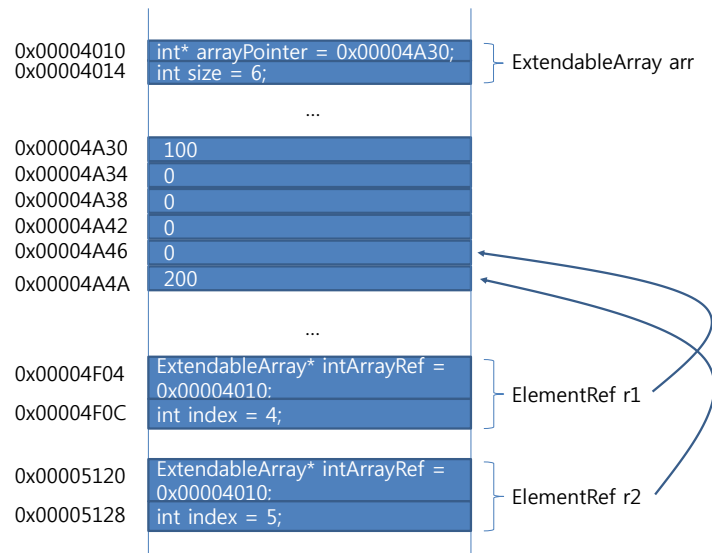 0x00004010 int* arrayPointer = 0x00004A30;
0x00004014 int size = 6;
ExtendableArray arr
...
0x00004A30 100
0x00004A34 0
0x00004A38 0
0x00004A42 0
0x00004A46 0
0x00004A4A 200
...
0x00004F04 ExtendableArray* intArrayRef =
0x00004010;
0x00004F0C int index = 4;
ElementRef r1
0x00005120 ExtendableArray* intArrayRef =
0x00004010;
0x00005128 int index = 5;
ElementRef r2